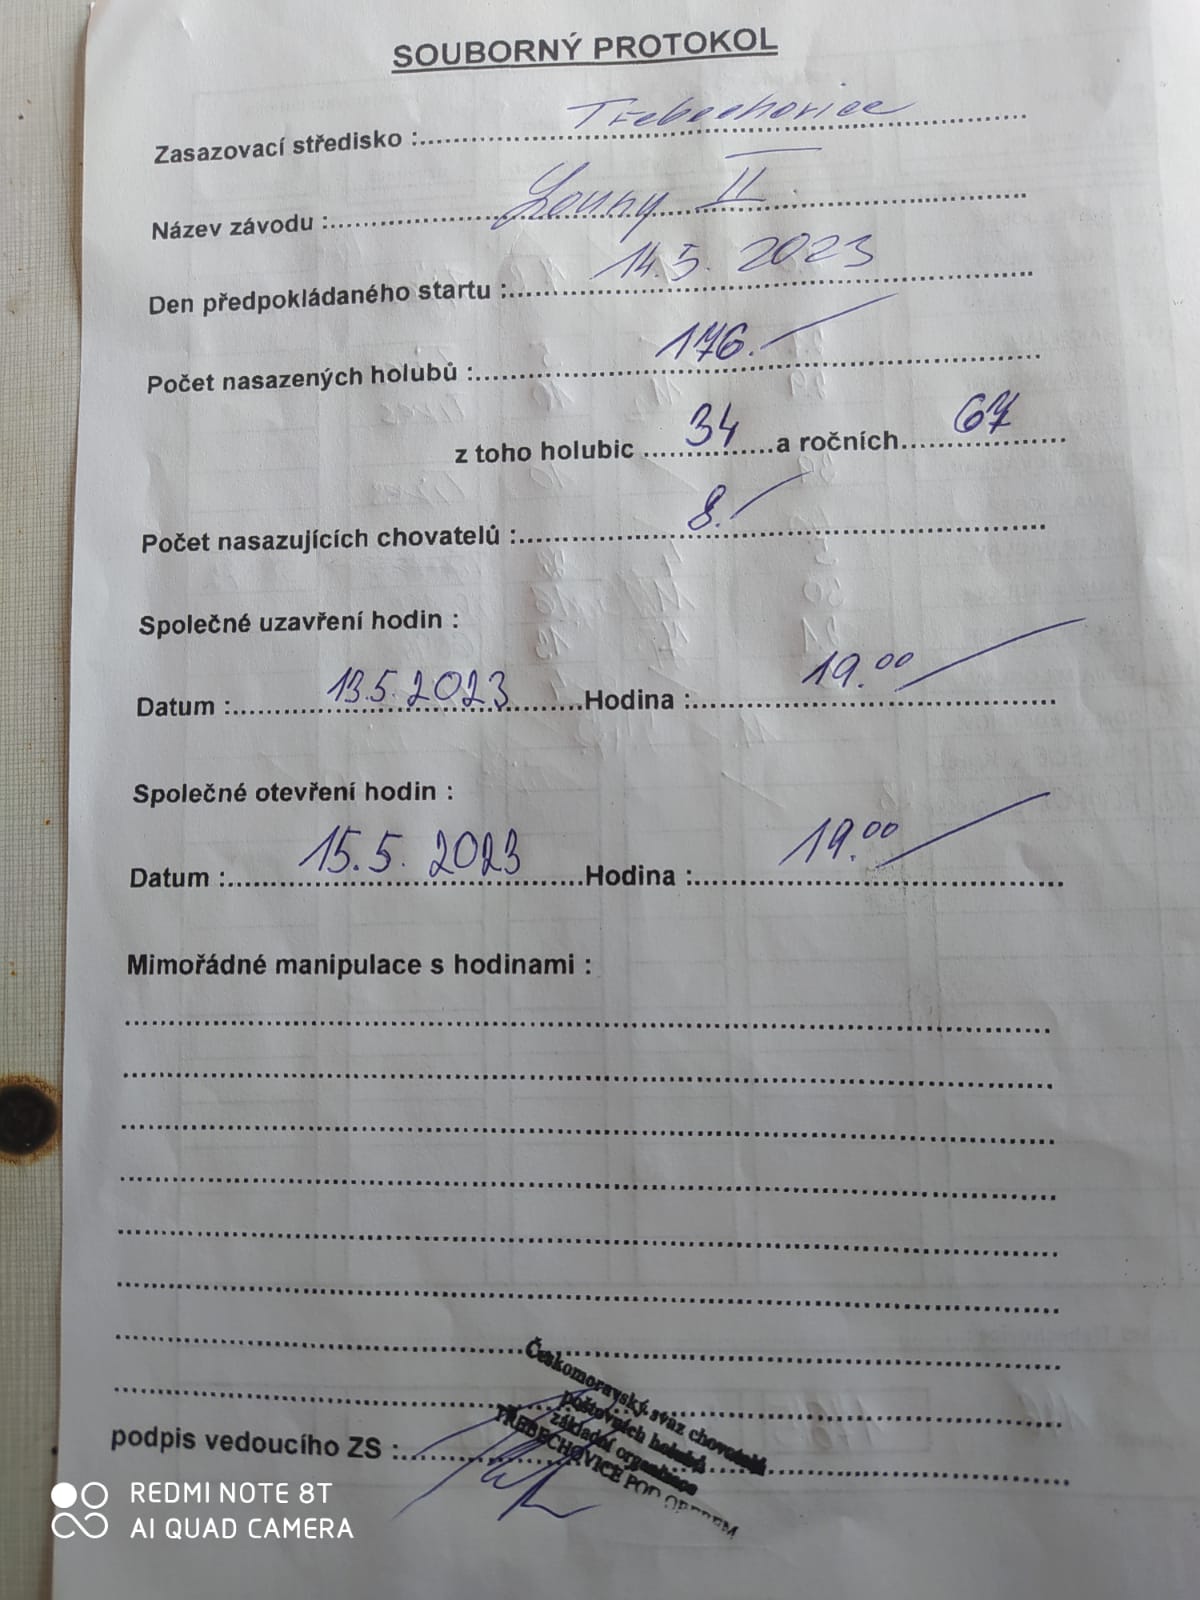 SOUBORNÝ PROTOKOL
Zasazovací středisko : Třebechovice
Název závodu : Louny II.
Den předpokládaného startu : 14.5. 2023
Počet nasazených holubů : 176.
z toho holubic 34 a ročních 67
Počet nasazujících chovatelů : 8.
Společné uzavření hodin :
Datum : 13.5.2023 Hodina : 19.00
Společné otevření hodin :
Datum : 15.5. 2023 Hodina : 19.00
Mimořádné manipulace s hodinami :
Českomoravský svaz chovatelů
poštovních holubů
základní organizace
TŘEBECHOVICE POD OREBEM
podpis vedoucího ZS :
REDMI NOTE 8T
AI QUAD CAMERA